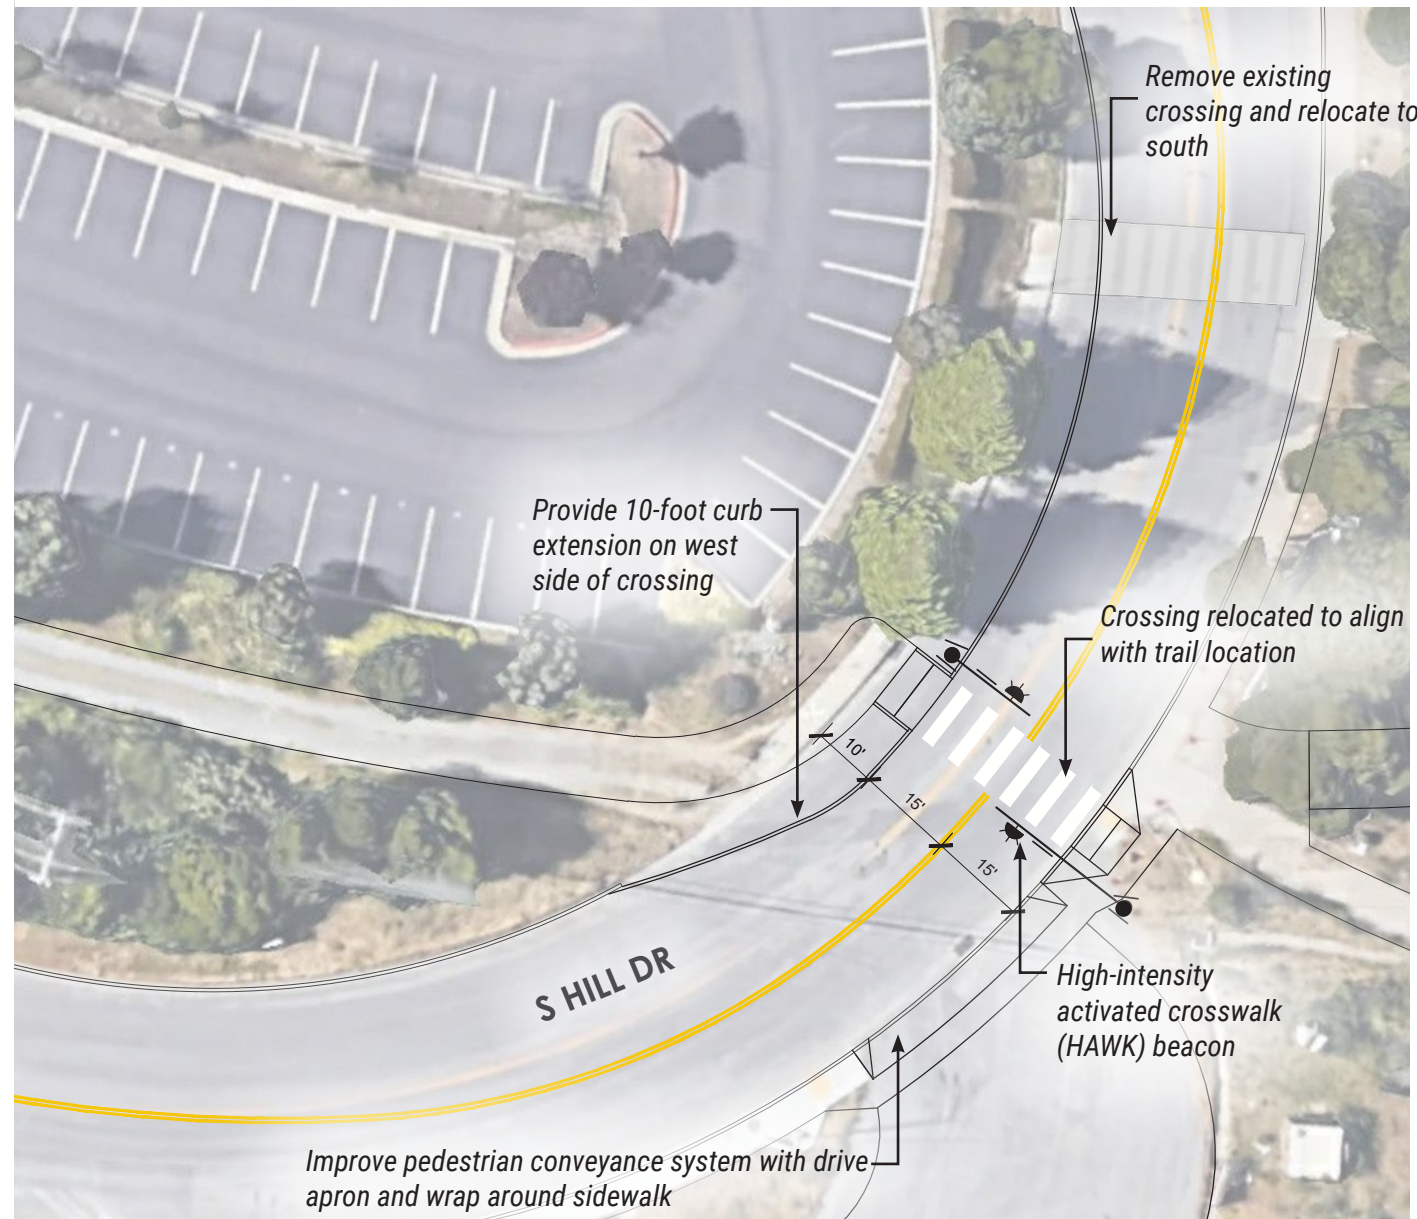 Remove existing
crossing and relocate to
south
Provide 10-foot curb
extension on west
side of crossing
Crossing relocated to align
with trail location
10'
15'
15'
S HILL DR
High-intensity
activated crosswalk
(HAWK) beacon
Improve pedestrian conveyance system with drive
apron and wrap around sidewalk